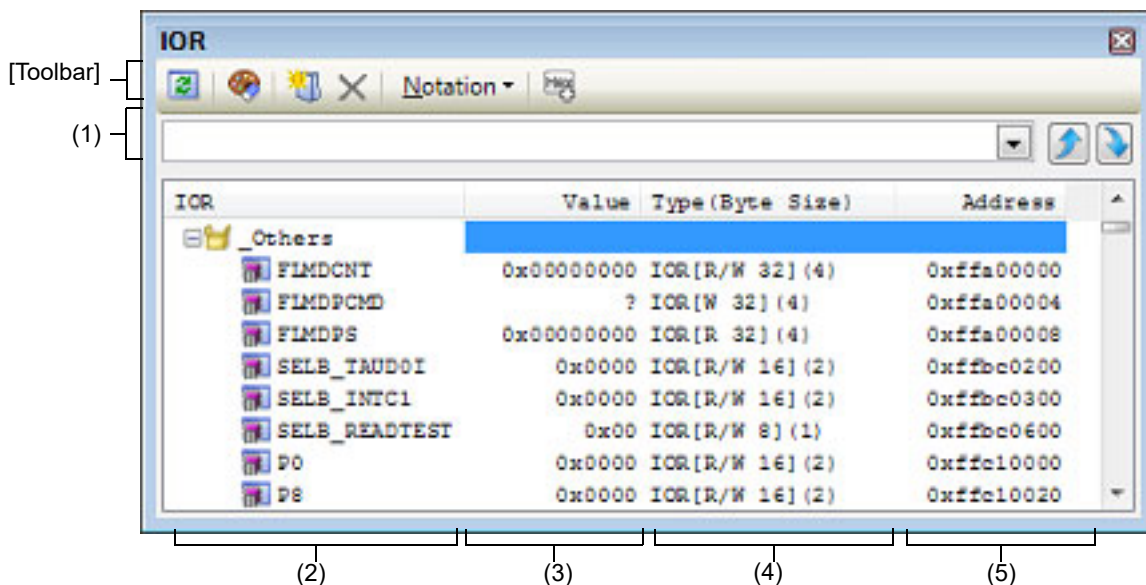 IOR
[Toolbar]
Notation
Hex
(1)
IOR Value Type(Byte Size) Address
_Others
FLMDCNT 0x00000000 IOR[R/W 32](4) 0xffa00000
FLMDPCMD ? IOR[W 32](4) 0xffa00004
FLMDPS 0x00000000 IOR[R 32](4) 0xffa00008
SELB_TAUD0I 0x0000 IOR[R/W 16](2) 0xffbc0200
SELB_INTC1 0x0000 IOR[R/W 16](2) 0xffbc0300
SELB_READTEST 0x00 IOR[R/W 8](1) 0xffbc0600
P0 0x0000 IOR[R/W 16](2) 0xffc10000
P8 0x0000 IOR[R/W 16](2) 0xffc10020
(2) (3) (4) (5)